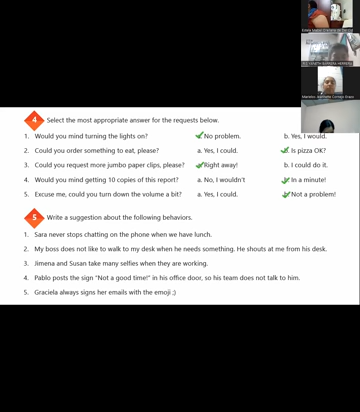 4 Select the most appropriate answer for the requests below.
1. Would you mind turning the lights on? No problem. b. Yes, I would.
2. Could you order something to eat, please? a. Yes, I could. Is pizza OK?
3. Could you request more jumbo paper clips, please? Right away! b. I could do it.
4. Would you mind getting 10 copies of this report? a. No, I wouldn't In a minute!
5. Excuse me, could you turn down the volume a bit? a. Yes, I could. Not a problem!
5 Write a suggestion about the following behaviors.
1. Sara never stops chatting on the phone when we have lunch.
2. My boss does not like to walk to my desk when he needs something. He shouts at me from his desk.
3. Jimena and Susan take many selfies when they are working.
4. Pablo posts the sign "Not a good time!" in his office door, so his team does not talk to him.
5. Graciela always signs her emails with the emoji ;)